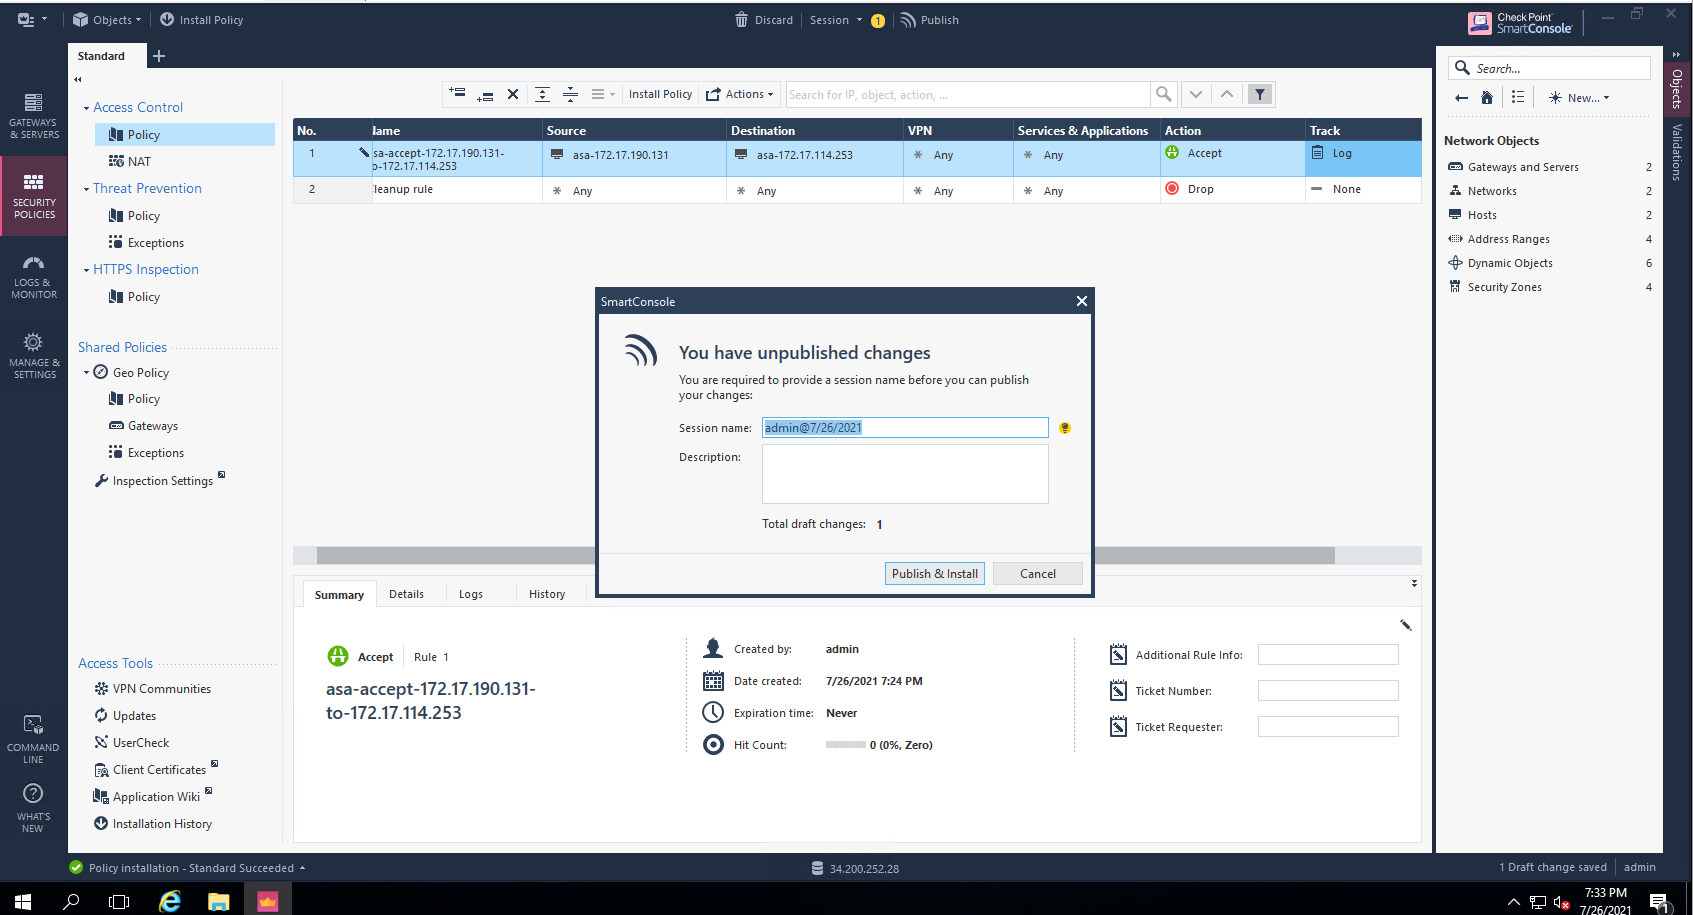 Objects
Install Policy
Discard
Session
1
Publish
Check Point
SmartConsole
Standard
GATEWAYS
& SERVERS
SECURITY
POLICIES
LOGS &
MONITOR
MANAGE &
SETTINGS
COMMAND
LINE
WHAT'S
NEW
Access Control
Policy
NAT
Threat Prevention
Policy
Exceptions
HTTPS Inspection
Policy
Shared Policies
Geo Policy
Policy
Gateways
Exceptions
Inspection Settings
Access Tools
VPN Communities
Updates
UserCheck
Client Certificates
Application Wiki
Installation History
Install Policy
Actions
Search for IP, object, action, ...
No. Name Source Destination VPN Services & Applications Action Track
1 asa-accept-172.17.190.131-
to-172.17.114.253
asa-172.17.190.131 asa-172.17.114.253 * Any * Any Accept Log
2 Cleanup rule * Any * Any * Any * Any Drop — None
SmartConsole
You have unpublished changes
You are required to provide a session name before you can publish
your changes:
Session name: admin@7/26/2021
Description:
Total draft changes: 1
Publish & Install Cancel
Summary Details Logs History
Accept Rule 1
asa-accept-172.17.190.131-
to-172.17.114.253
Created by: admin
Date created: 7/26/2021 7:24 PM
Expiration time: Never
Hit Count: 0 (0%, Zero)
Additional Rule Info:
Ticket Number:
Ticket Requester:
Search...
New...
Network Objects
Gateways and Servers 2
Networks 2
Hosts 2
Address Ranges 4
Dynamic Objects 6
Security Zones 4
Objects
Validations
Policy installation - Standard Succeeded
34.200.252.28
1 Draft change saved
admin
7:33 PM
7/26/2021
1